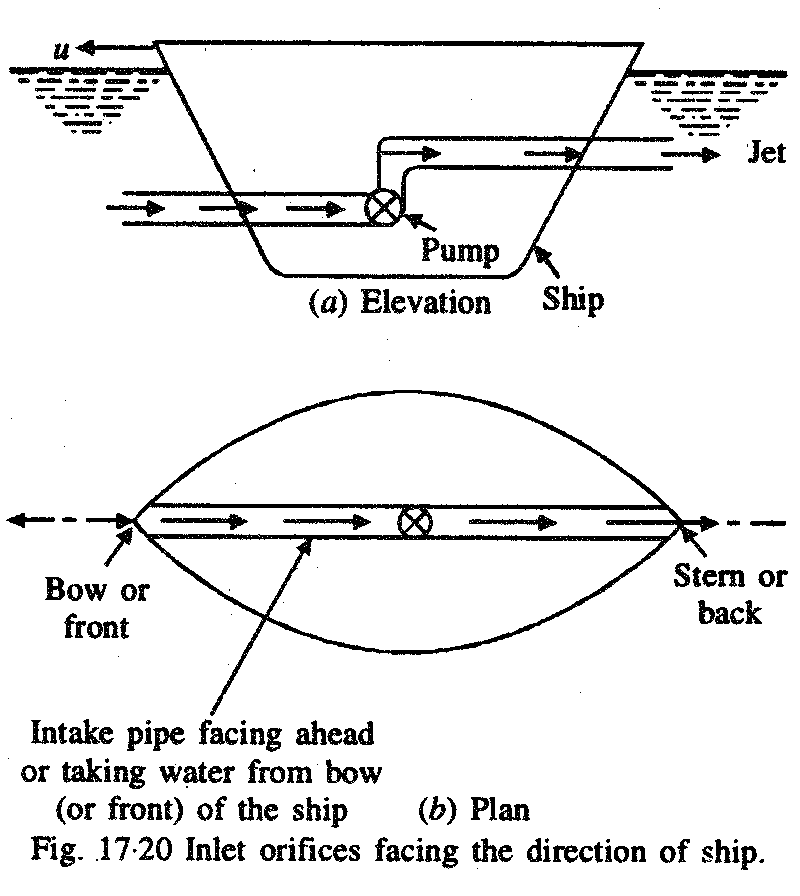 u
Jet
Pump
(a) Elevation
Ship
Bow or
front
Stern or
back
Intake pipe facing ahead
or taking water from bow
(or front) of the ship
(b) Plan
Fig. 17·20 Inlet orifices facing the direction of ship.